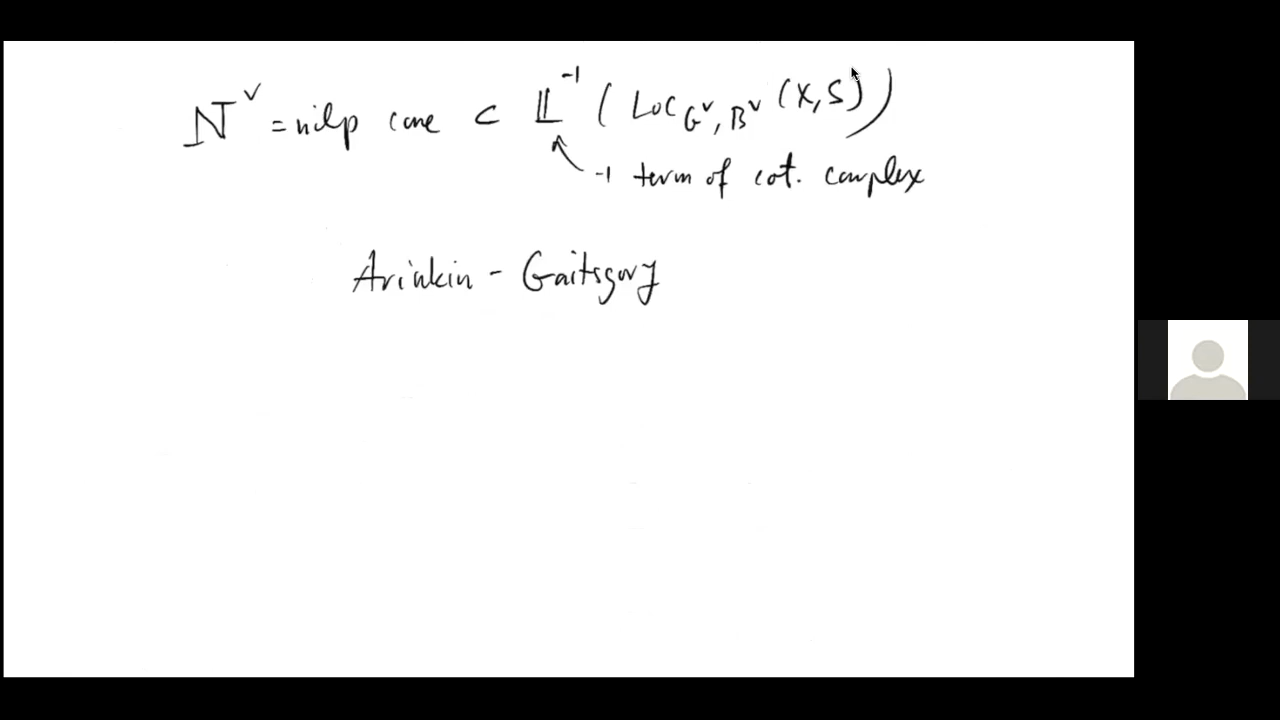 𝒩^∨ = nilp cone ⊂ 𝕃^{-1} (Loc_{G^∨, B^∨} (X, S))
-1 term of cot. complex
Arinkin - Gaitsgory